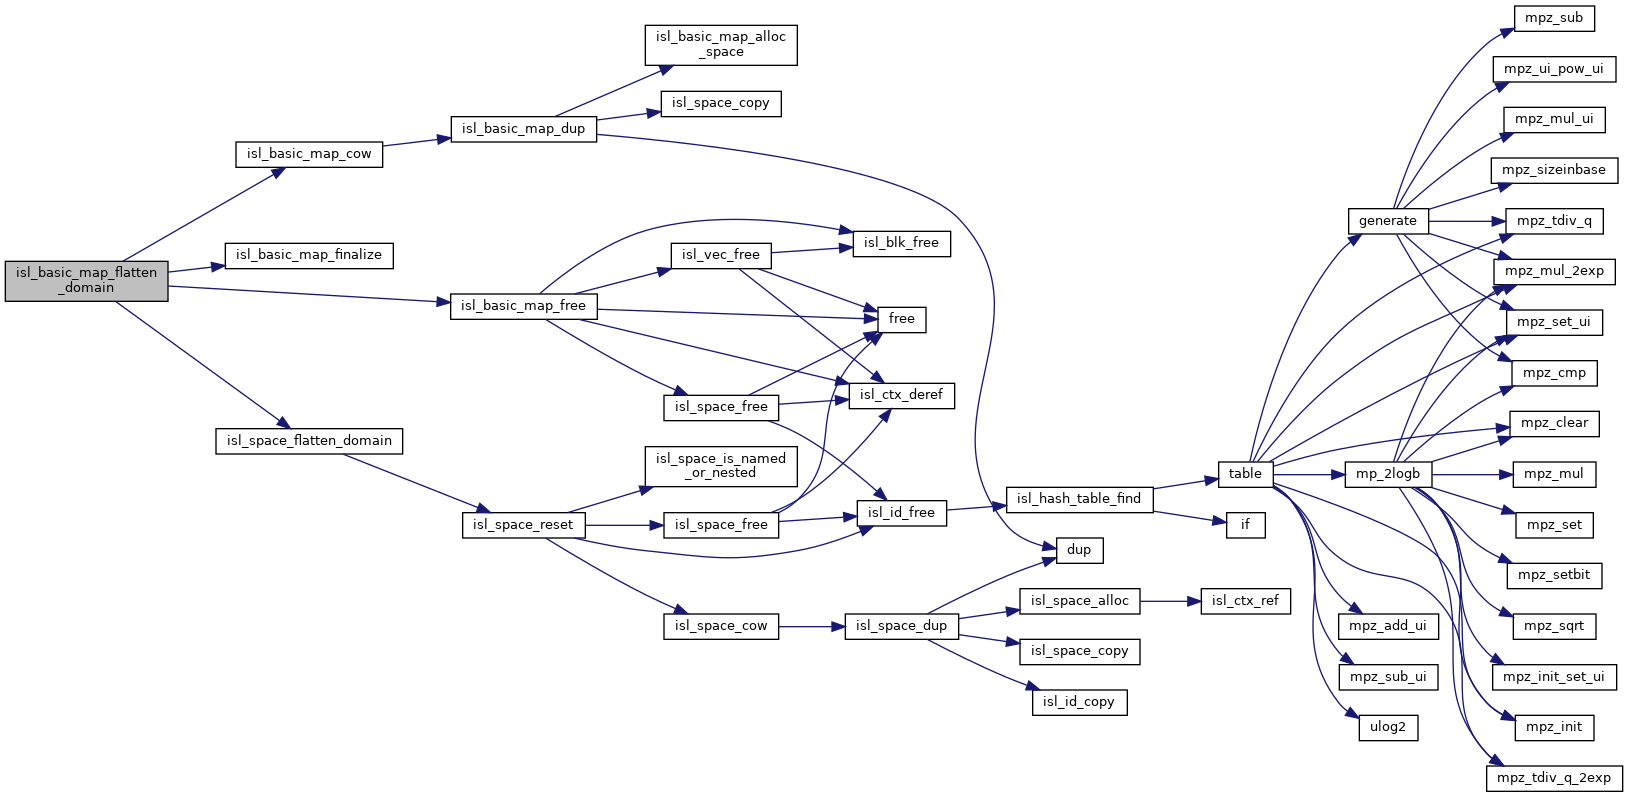 isl_basic_map_flatten
_domain
isl_basic_map_cow
isl_basic_map_finalize
isl_basic_map_free
isl_space_flatten_domain
isl_basic_map_dup
isl_basic_map_alloc
_space
isl_space_copy
isl_vec_free
isl_blk_free
free
isl_ctx_deref
isl_space_free
isl_space_is_named
_or_nested
isl_space_reset
isl_space_free
isl_id_free
isl_space_cow
isl_space_dup
isl_hash_table_find
dup
isl_space_alloc
isl_space_copy
isl_id_copy
isl_ctx_ref
table
if
generate
mp_2logb
mpz_add_ui
mpz_sub_ui
ulog2
mpz_sub
mpz_ui_pow_ui
mpz_mul_ui
mpz_sizeinbase
mpz_tdiv_q
mpz_mul_2exp
mpz_set_ui
mpz_cmp
mpz_clear
mpz_mul
mpz_set
mpz_setbit
mpz_sqrt
mpz_init_set_ui
mpz_init
mpz_tdiv_q_2exp